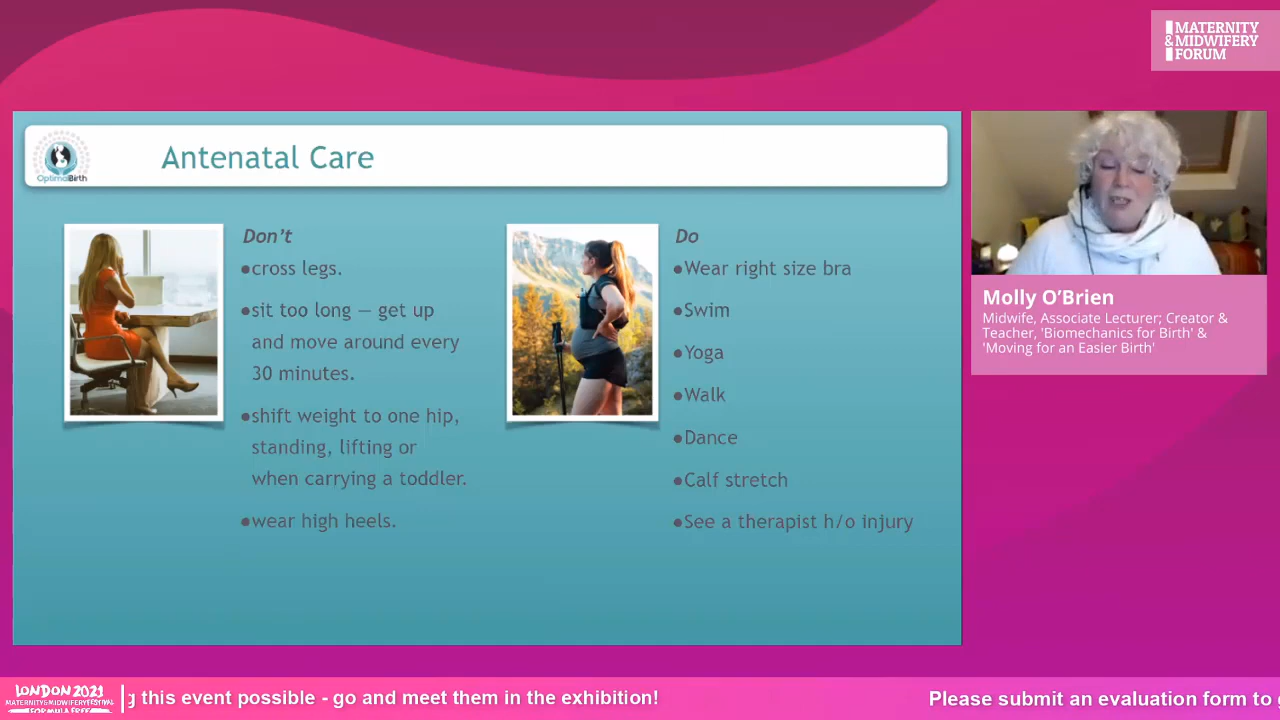 MATERNITY
&MIDWIFERY
FORUM
Antenatal Care
OptimalBirth
Don't
●cross legs.
●sit too long — get up
and move around every
30 minutes.
●shift weight to one hip,
standing, lifting or
when carrying a toddler.
●wear high heels.
Do
●Wear right size bra
●Swim
●Yoga
●Walk
●Dance
●Calf stretch
●See a therapist h/o injury
Molly O'Brien
Midwife, Associate Lecturer; Creator &
Teacher, 'Biomechanics for Birth' &
'Moving for an Easier Birth'
LONDON 2021
MATERNITY&MIDWIFERYFESTIVAL
FORMULA FREE
this event possible - go and meet them in the exhibition!
Please submit an evaluation form to